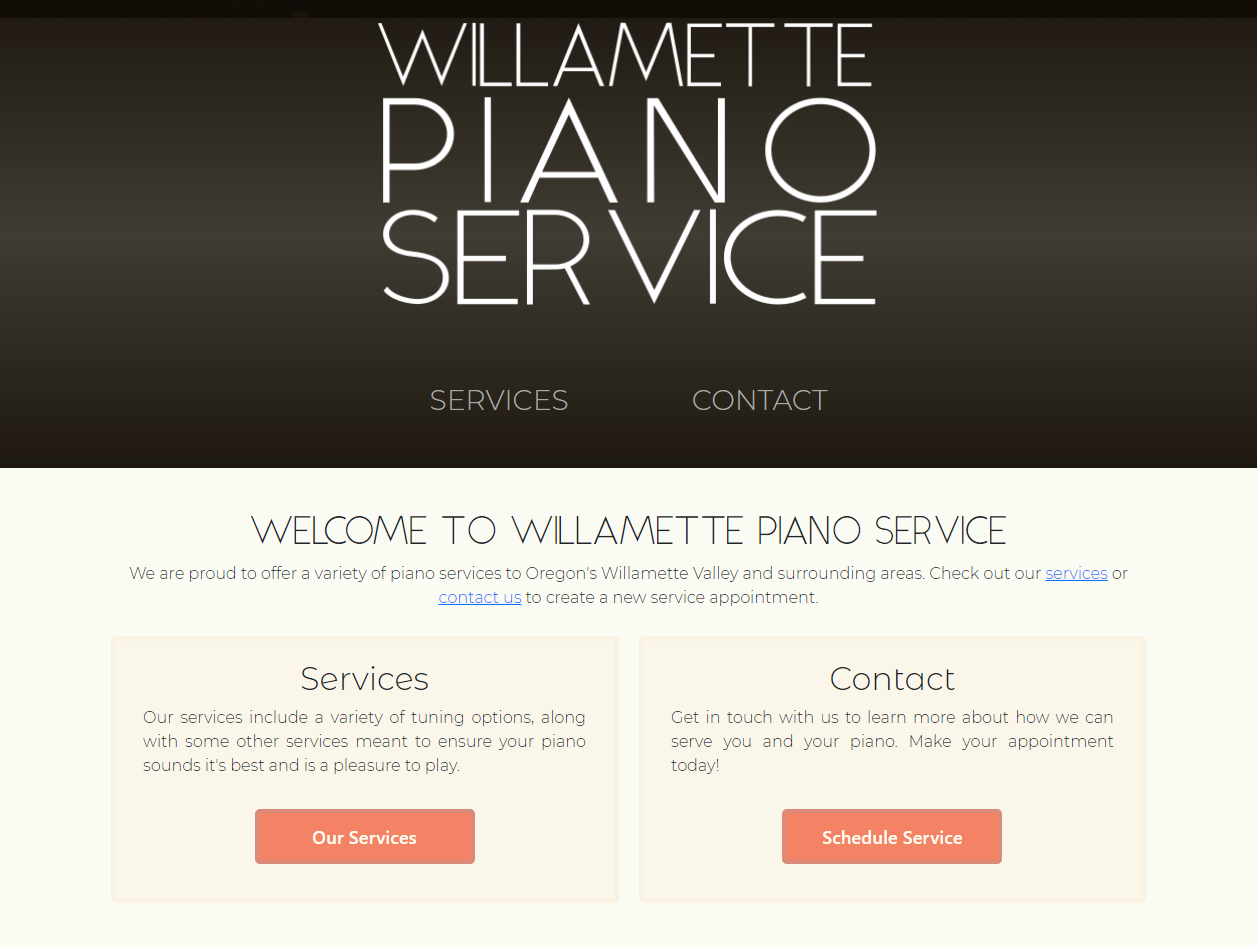 WILLAMETTE
PIANO
SERVICE
SERVICES CONTACT
WELCOME TO WILLAMETTE PIANO SERVICE
We are proud to offer a variety of piano services to Oregon's Willamette Valley and surrounding areas. Check out our services or
contact us to create a new service appointment.
Services
Our services include a variety of tuning options, along
with some other services meant to ensure your piano
sounds it's best and is a pleasure to play.
Our Services
Contact
Get in touch with us to learn more about how we can
serve you and your piano. Make your appointment
today!
Schedule Service